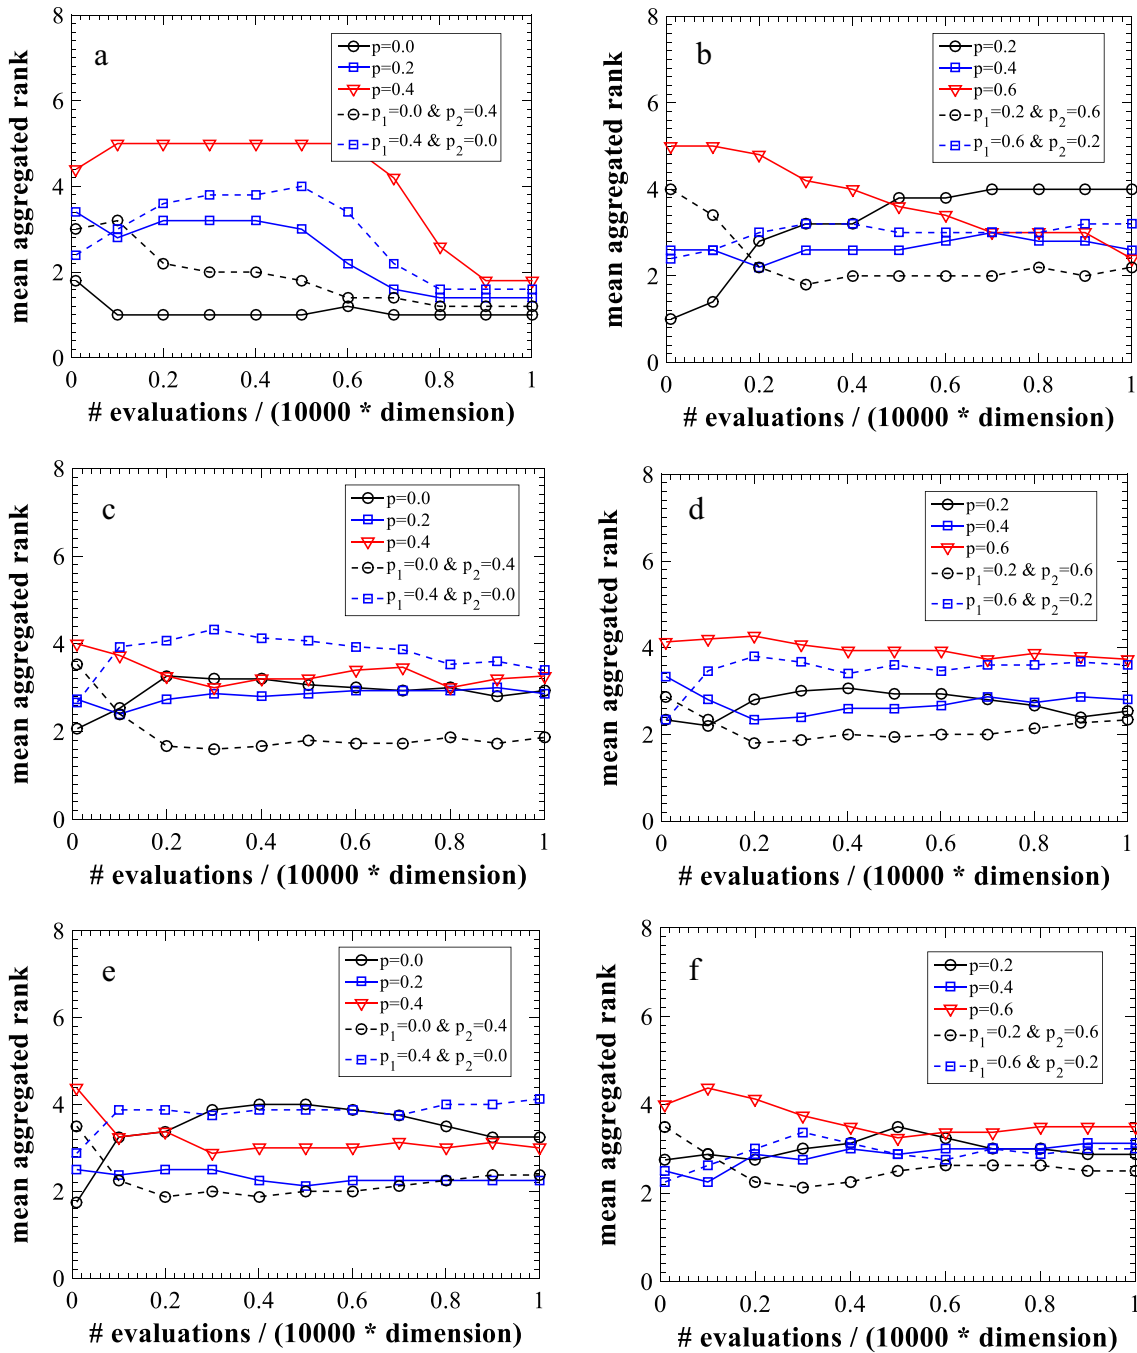 a
p=0.0
p=0.2
p=0.4
p1=0.0 & p2=0.4
p1=0.4 & p2=0.0
mean aggregated rank
8
6
4
2
0
0 0.2 0.4 0.6 0.8 1
# evaluations / (10000 * dimension)
b
p=0.2
p=0.4
p=0.6
p1=0.2 & p2=0.6
p1=0.6 & p2=0.2
mean aggregated rank
8
6
4
2
0
0 0.2 0.4 0.6 0.8 1
# evaluations / (10000 * dimension)
c
p=0.0
p=0.2
p=0.4
p1=0.0 & p2=0.4
p1=0.4 & p2=0.0
mean aggregated rank
8
6
4
2
0
0 0.2 0.4 0.6 0.8 1
# evaluations / (10000 * dimension)
d
p=0.2
p=0.4
p=0.6
p1=0.2 & p2=0.6
p1=0.6 & p2=0.2
mean aggregated rank
8
6
4
2
0
0 0.2 0.4 0.6 0.8 1
# evaluations / (10000 * dimension)
e
p=0.0
p=0.2
p=0.4
p1=0.0 & p2=0.4
p1=0.4 & p2=0.0
mean aggregated rank
8
6
4
2
0
0 0.2 0.4 0.6 0.8 1
# evaluations / (10000 * dimension)
f
p=0.2
p=0.4
p=0.6
p1=0.2 & p2=0.6
p1=0.6 & p2=0.2
mean aggregated rank
8
6
4
2
0
0 0.2 0.4 0.6 0.8 1
# evaluations / (10000 * dimension)